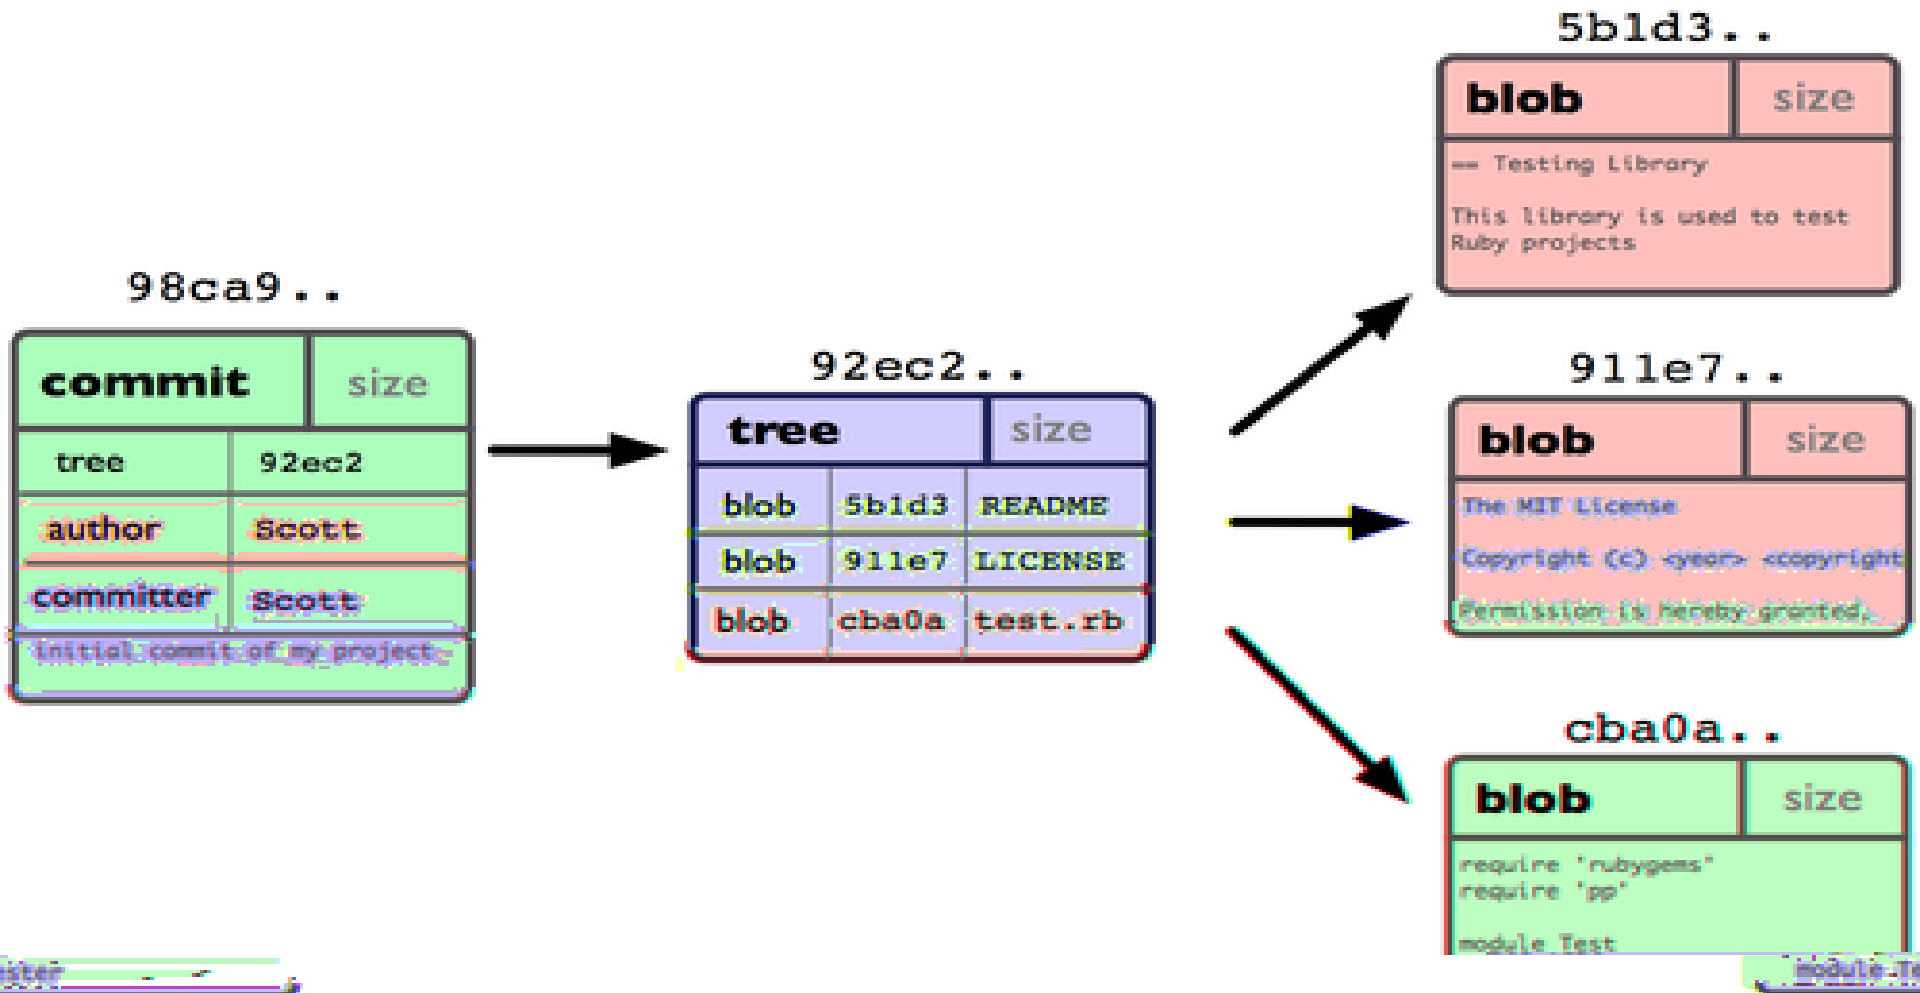 98ca9..
commit size
tree 92ec2
author Scott
committer Scott
initial commit of my project
92ec2..
tree size
blob 5b1d3 README
blob 911e7 LICENSE
blob cba0a test.rb
5b1d3..
blob size
== Testing Library
This library is used to test
Ruby projects
911e7..
blob size
The MIT License
Copyright (c) <year> <copyright
Permission is hereby granted,
cba0a..
blob size
require 'rubygems'
require 'pp'
module Test
ester
module Te